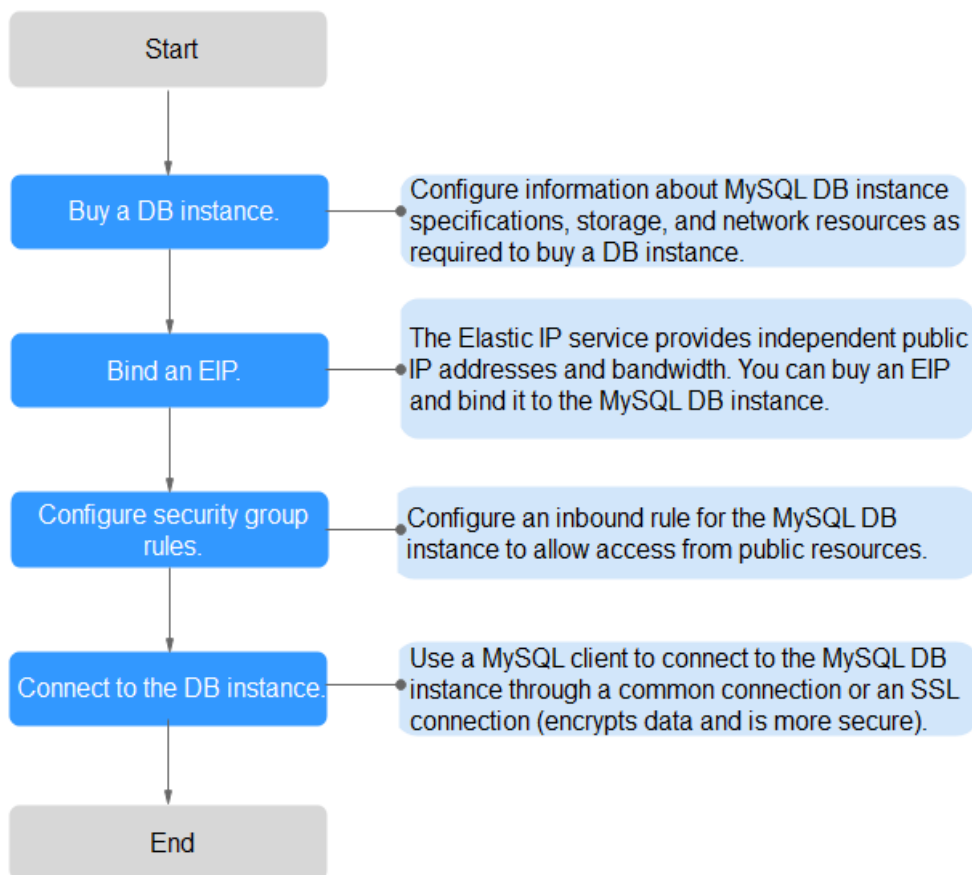 Start
Buy a DB instance.
Configure information about MySQL DB instance
specifications, storage, and network resources as
required to buy a DB instance.
Bind an EIP.
The Elastic IP service provides independent public
IP addresses and bandwidth. You can buy an EIP
and bind it to the MySQL DB instance.
Configure security group
rules.
Configure an inbound rule for the MySQL DB
instance to allow access from public resources.
Connect to the DB instance.
Use a MySQL client to connect to the MySQL DB
instance through a common connection or an SSL
connection (encrypts data and is more secure).
End